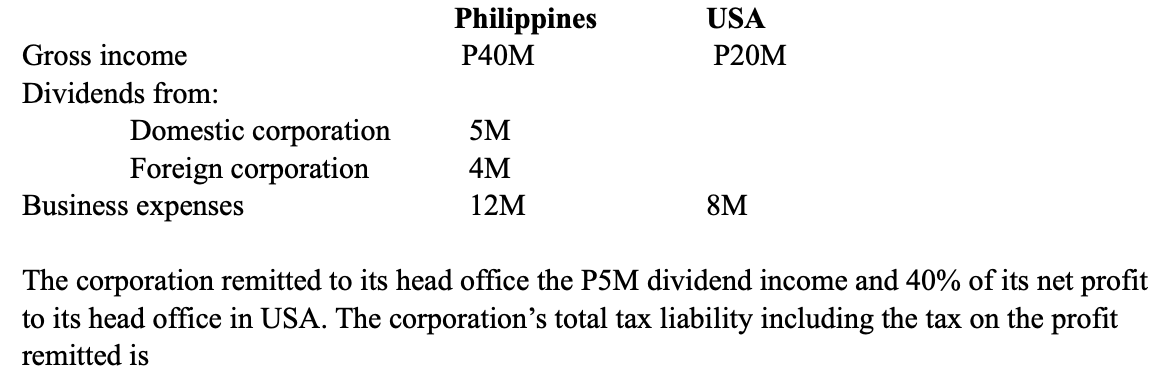 Philippines USA
Gross income P40M P20M
Dividends from:
Domestic corporation 5M
Foreign corporation 4M
Business expenses 12M 8M
The corporation remitted to its head office the P5M dividend income and 40% of its net profit
to its head office in USA. The corporation’s total tax liability including the tax on the profit
remitted is